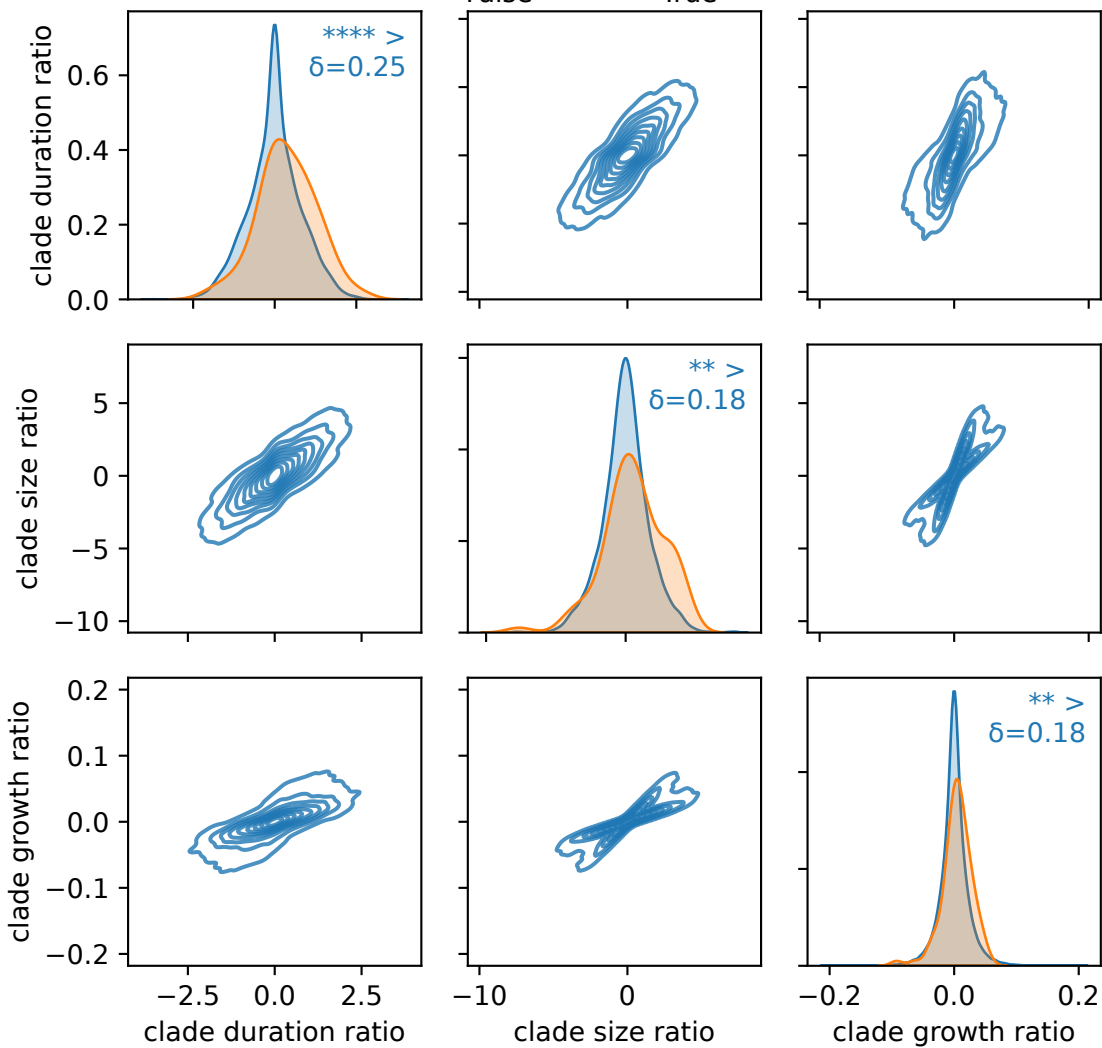 clade duration ratio
0.6
0.4
0.2
0.0
**** >
δ=0.25
clade size ratio
5
0
−5
−10
** >
δ=0.18
clade growth ratio
0.2
0.1
0.0
−0.1
−0.2
** >
δ=0.18
−2.5 0.0 2.5
−10 0
−0.2 0.0 0.2
clade duration ratio
clade size ratio
clade growth ratio